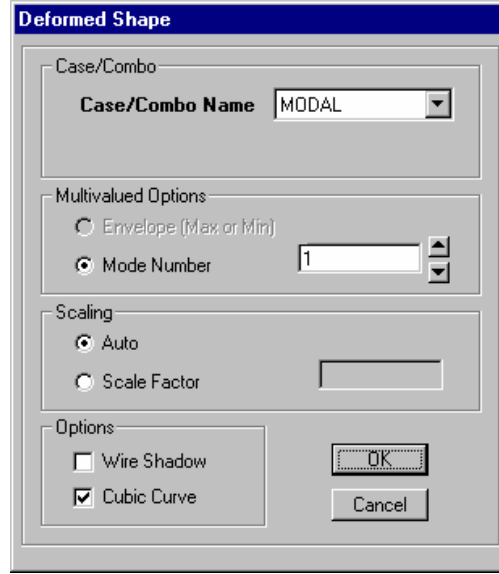 Deformed Shape
Case/Combo
Case/Combo Name MODAL
Multivalued Options
Envelope (Max or Min)
Mode Number 1
Scaling
Auto
Scale Factor
Options
Wire Shadow
Cubic Curve
OK
Cancel